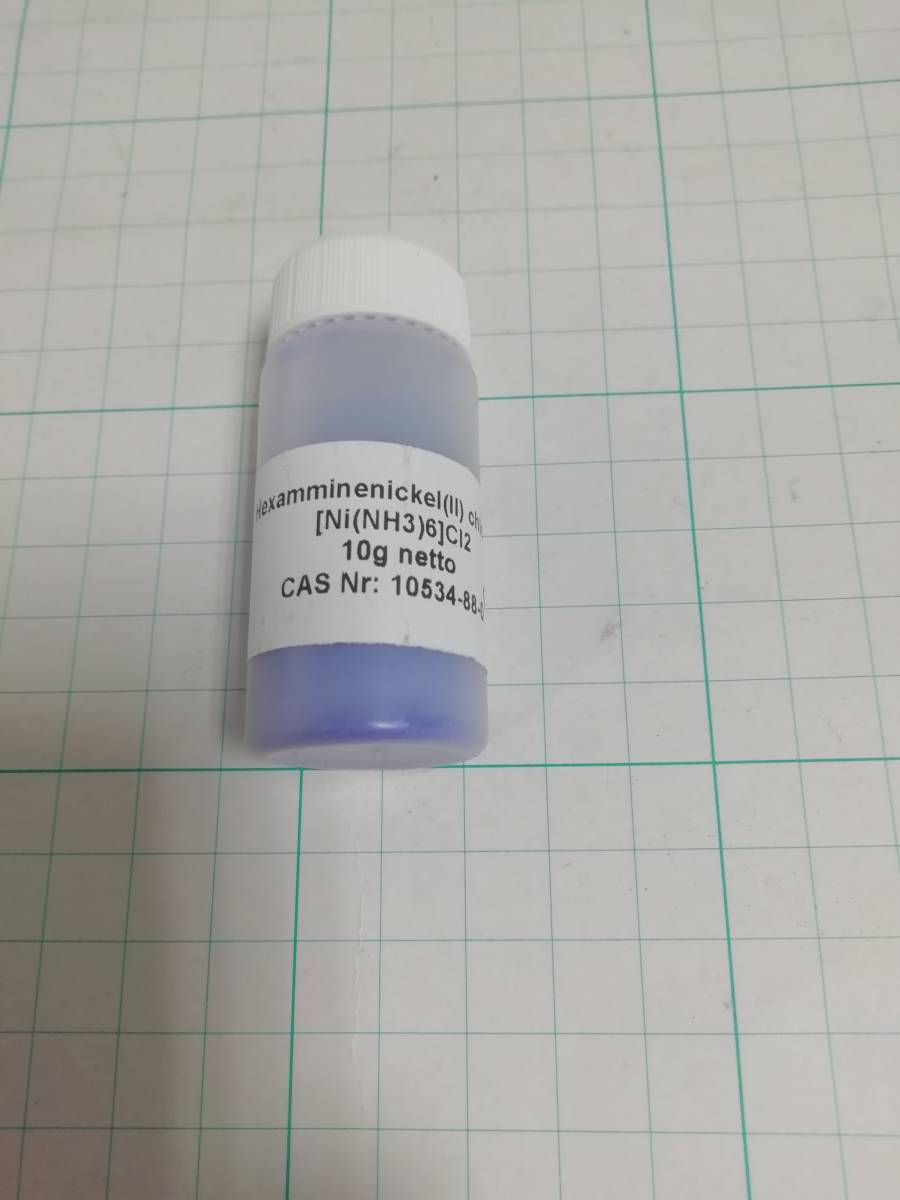 Hexamminenickel(II)
[Ni(NH3)6]Cl2
10g netto
CAS Nr: 10534-88-